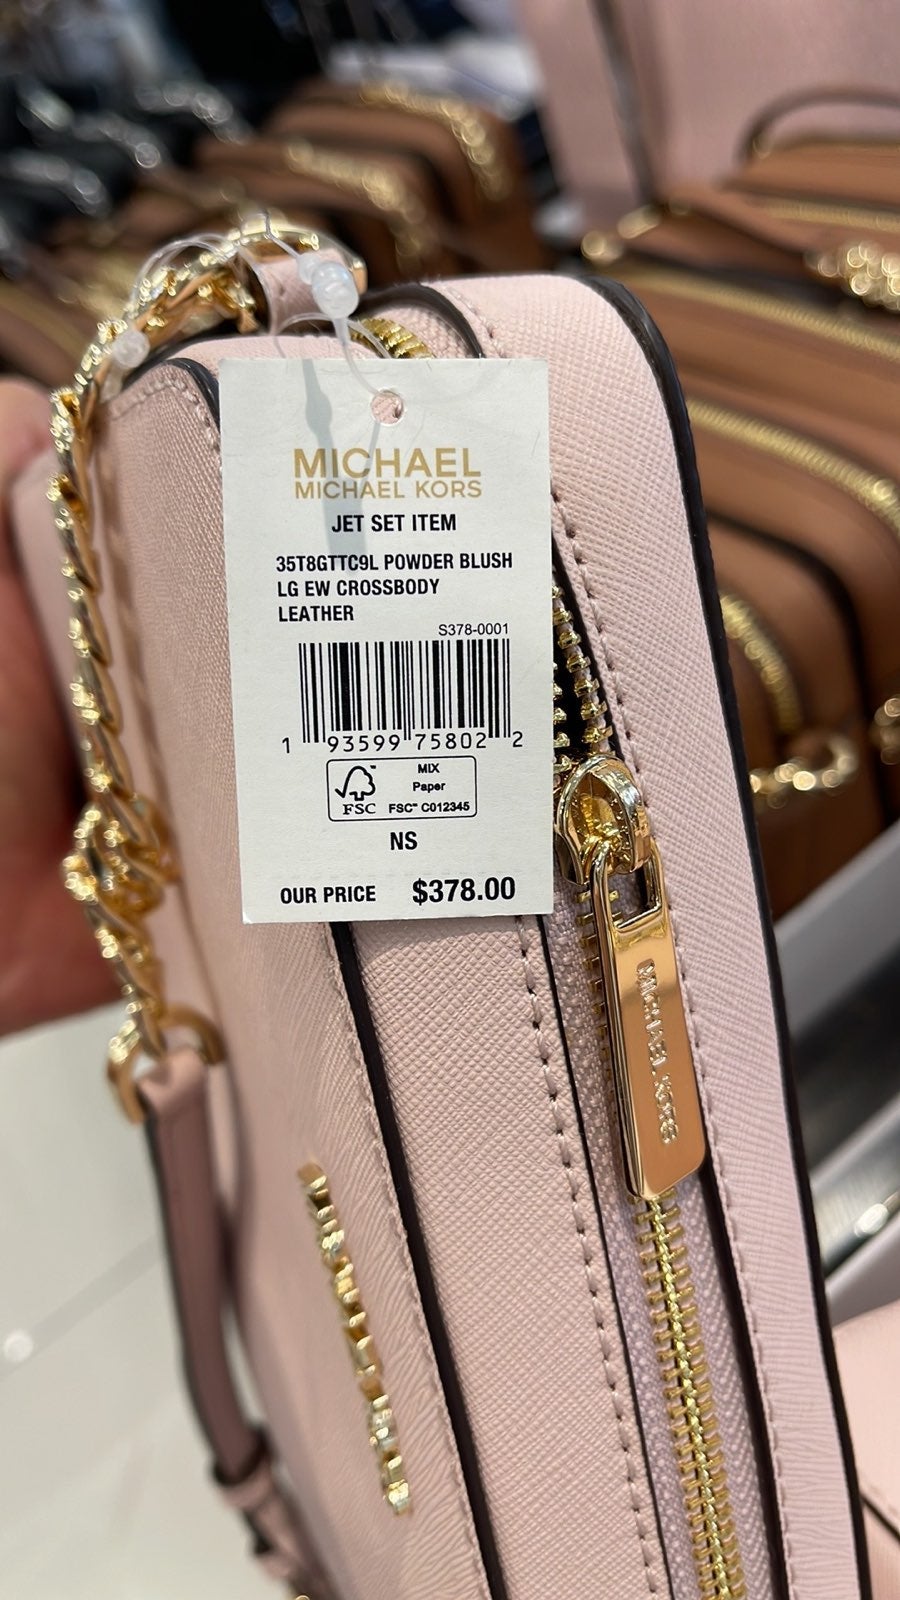 MICHAEL
MICHAEL KORS
JET SET ITEM
35T8GTTC9L POWDER BLUSH
LG EW CROSSBODY
LEATHER
S378-0001
1 93599 75802 2
FSC
MIX
Paper
FSC™ C012345
NS
OUR PRICE $378.00
MICHAEL KORS